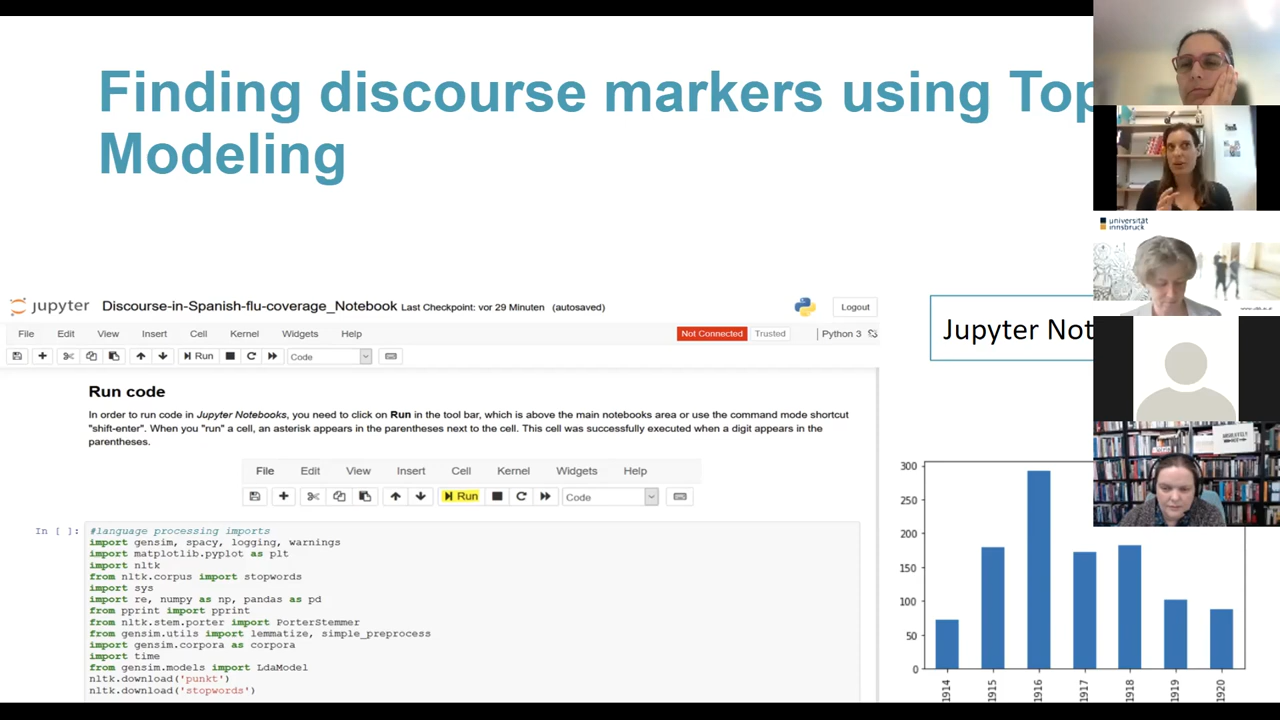 Finding discourse markers using Top
Modeling
universität
innsbruck
jupyter Discourse-in-Spanish-flu-coverage_Notebook Last Checkpoint: vor 29 Minuten (autosaved)
Logout
File Edit View Insert Cell Kernel Widgets Help
Not Connected Trusted Python 3
Run Code
Jupyter Not
Run code
In order to run code in Jupyter Notebooks, you need to click on Run in the tool bar, which is above the main notebooks area or use the command mode shortcut
"shift-enter". When you "run" a cell, an asterisk appears in the parentheses next to the cell. This cell was successfully executed when a digit appears in the
parentheses.
File Edit View Insert Cell Kernel Widgets Help
Run Code
In [ ]:
#language processing imports
import gensim, spacy, logging, warnings
import matplotlib.pyplot as plt
import nltk
from nltk.corpus import stopwords
import sys
import re, numpy as np, pandas as pd
from pprint import pprint
from nltk.stem.porter import PorterStemmer
from gensim.utils import lemmatize, simple_preprocess
import gensim.corpora as corpora
import time
from gensim.models import LdaModel
nltk.download('punkt')
nltk.download('stopwords')
300
250
200
150
100
50
0
1914 1915 1916 1917 1918 1919 1920